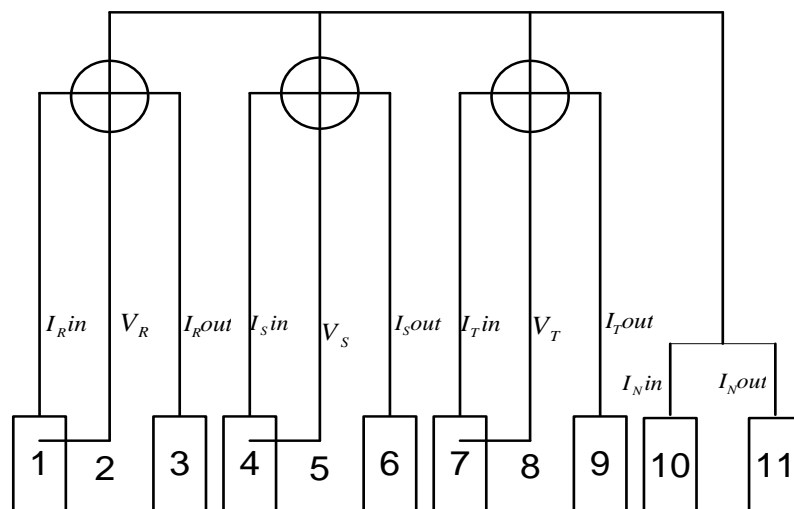 I_R in V_R I_R out I_S in V_S I_S out I_T in V_T I_T out
I_N in I_N out
1 2 3 4 5 6 7 8 9 10 11